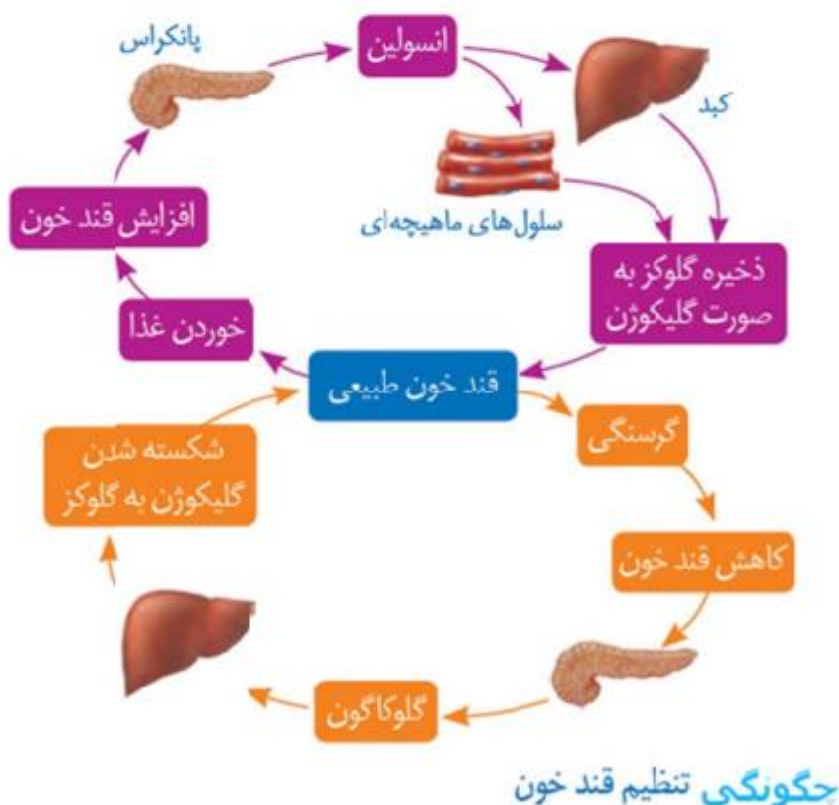 پانکراس
انسولین
کبد
سلول‌های ماهیچه‌ای
افزایش قند خون
ذخیره گلوکز به
صورت گلیکوژن
خوردن غذا
قند خون طبیعی
گرسنگی
شکسته شدن
گلیکوژن به گلوکز
کاهش قند خون
گلوکاگون
چگونگی تنظیم قند خون